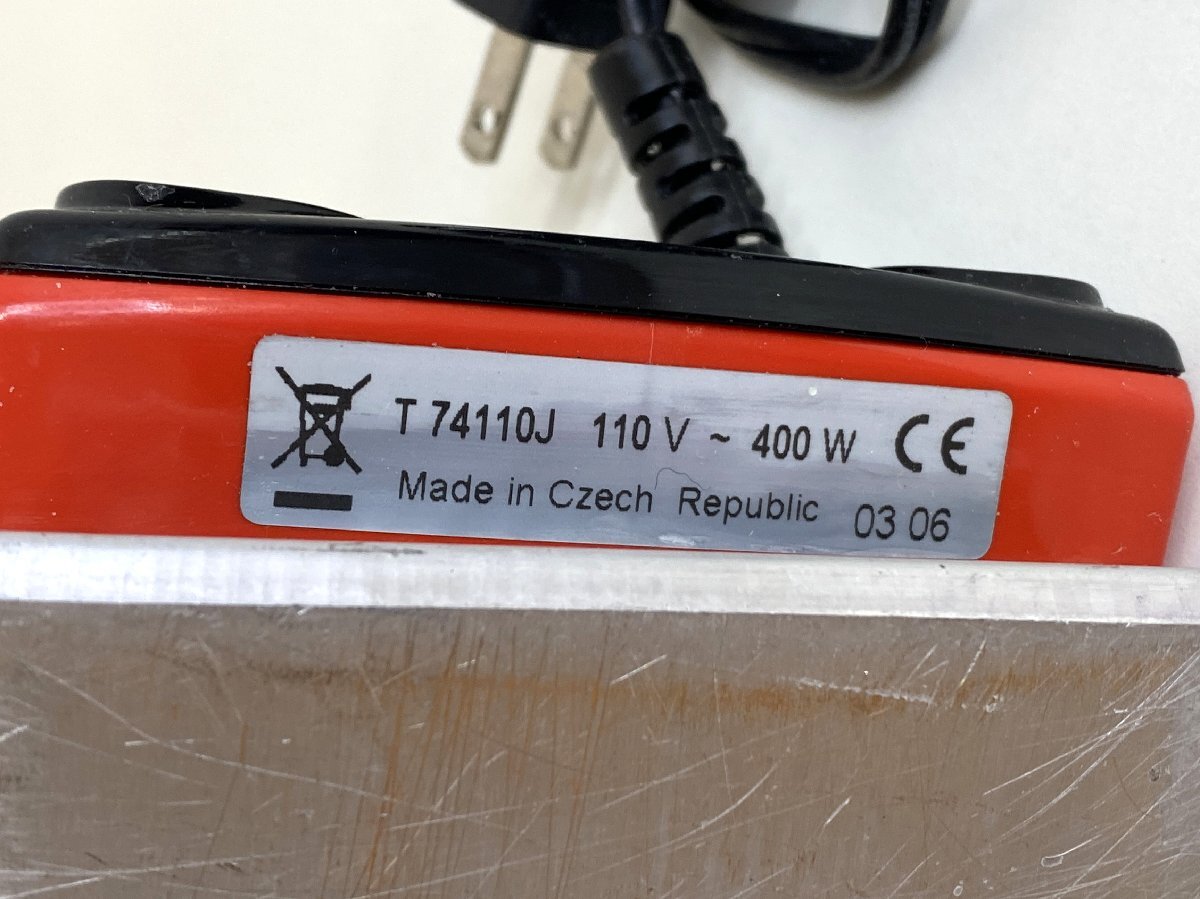 T 74110J 110 V ~ 400 W CE
Made in Czech Republic 03 06